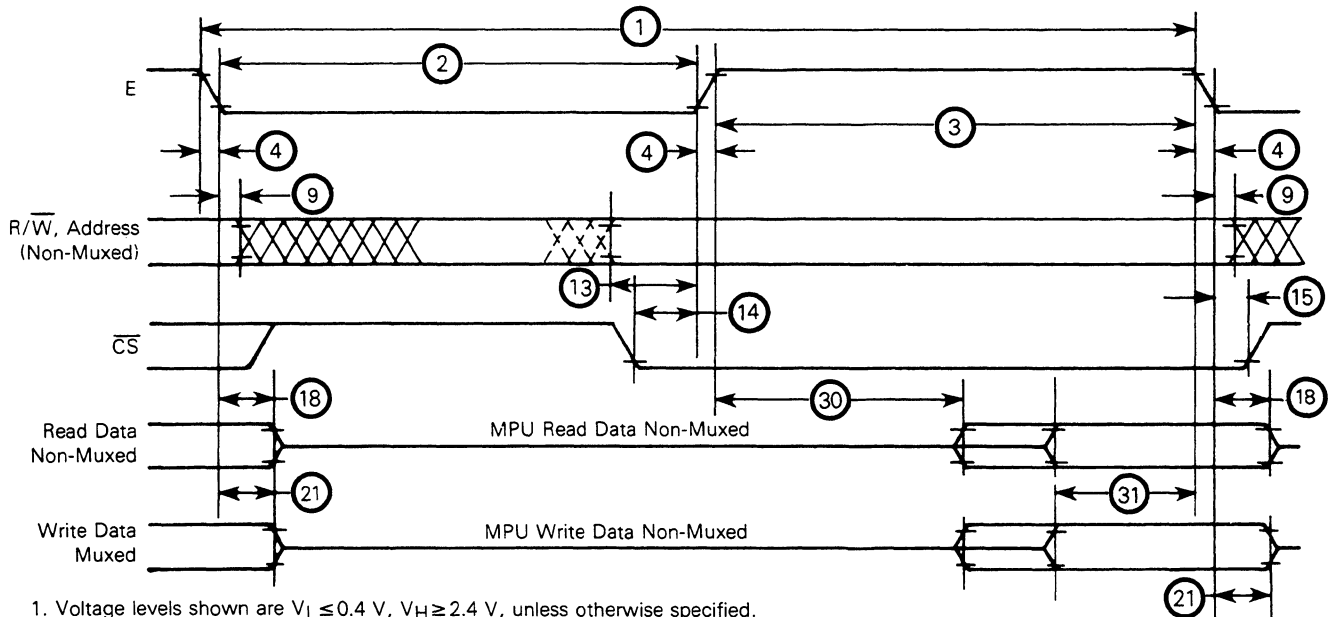 1
2
E
3
4
4
4
9
9
R/W̅, Address
(Non-Muxed)
13
14
15
C̅S̅
18
30
18
Read Data
Non-Muxed
MPU Read Data Non-Muxed
21
31
Write Data
Muxed
MPU Write Data Non-Muxed
21
1. Voltage levels shown are VL ≤0.4 V, VH≥2.4 V, unless otherwise specified.